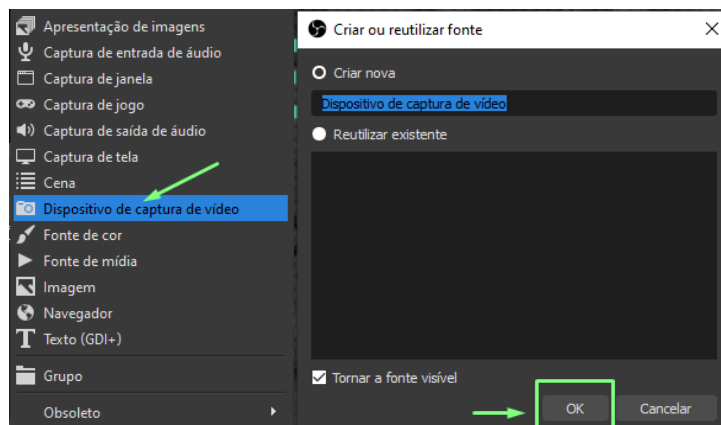 Apresentação de imagens
Captura de entrada de áudio
Captura de janela
Captura de jogo
Captura de saída de áudio
Captura de tela
Cena
Dispositivo de captura de vídeo
Fonte de cor
Fonte de mídia
Imagem
Navegador
Texto (GDI+)
Grupo
Obsoleto
Criar ou reutilizar fonte
Criar nova
Dispositivo de captura de vídeo
Reutilizar existente
Tornar a fonte visível
OK
Cancelar